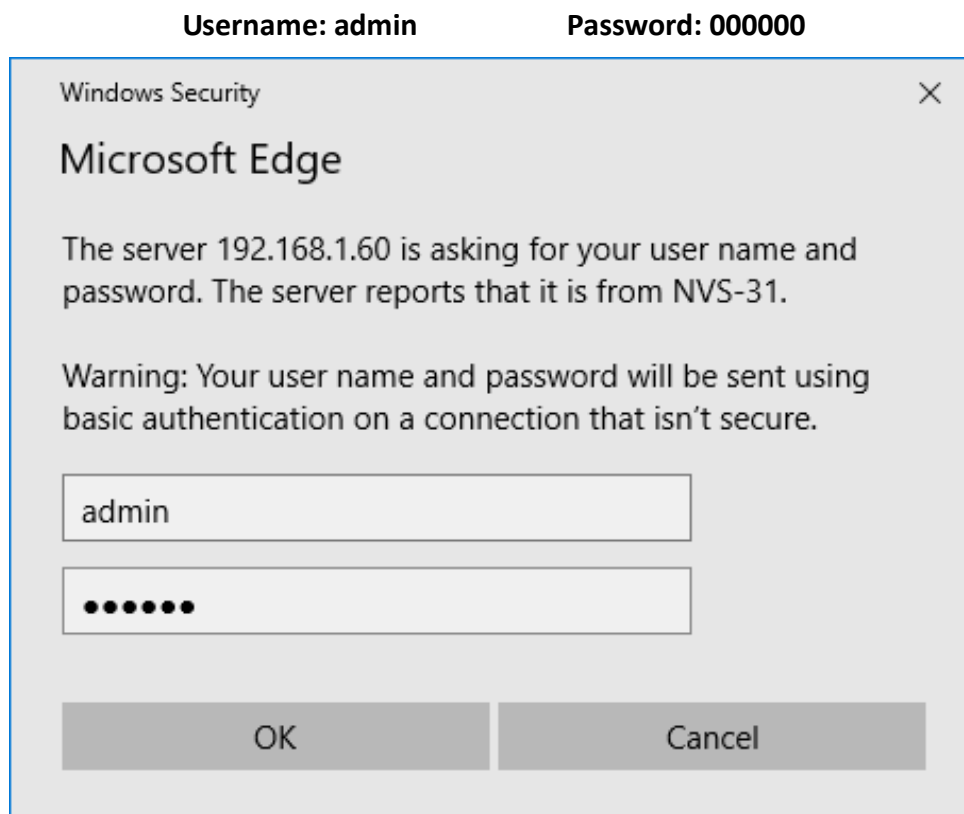 Username: admin Password: 000000
Windows Security
Microsoft Edge
The server 192.168.1.60 is asking for your user name and
password. The server reports that it is from NVS-31.
Warning: Your user name and password will be sent using
basic authentication on a connection that isn't secure.
admin
••••••
OK Cancel